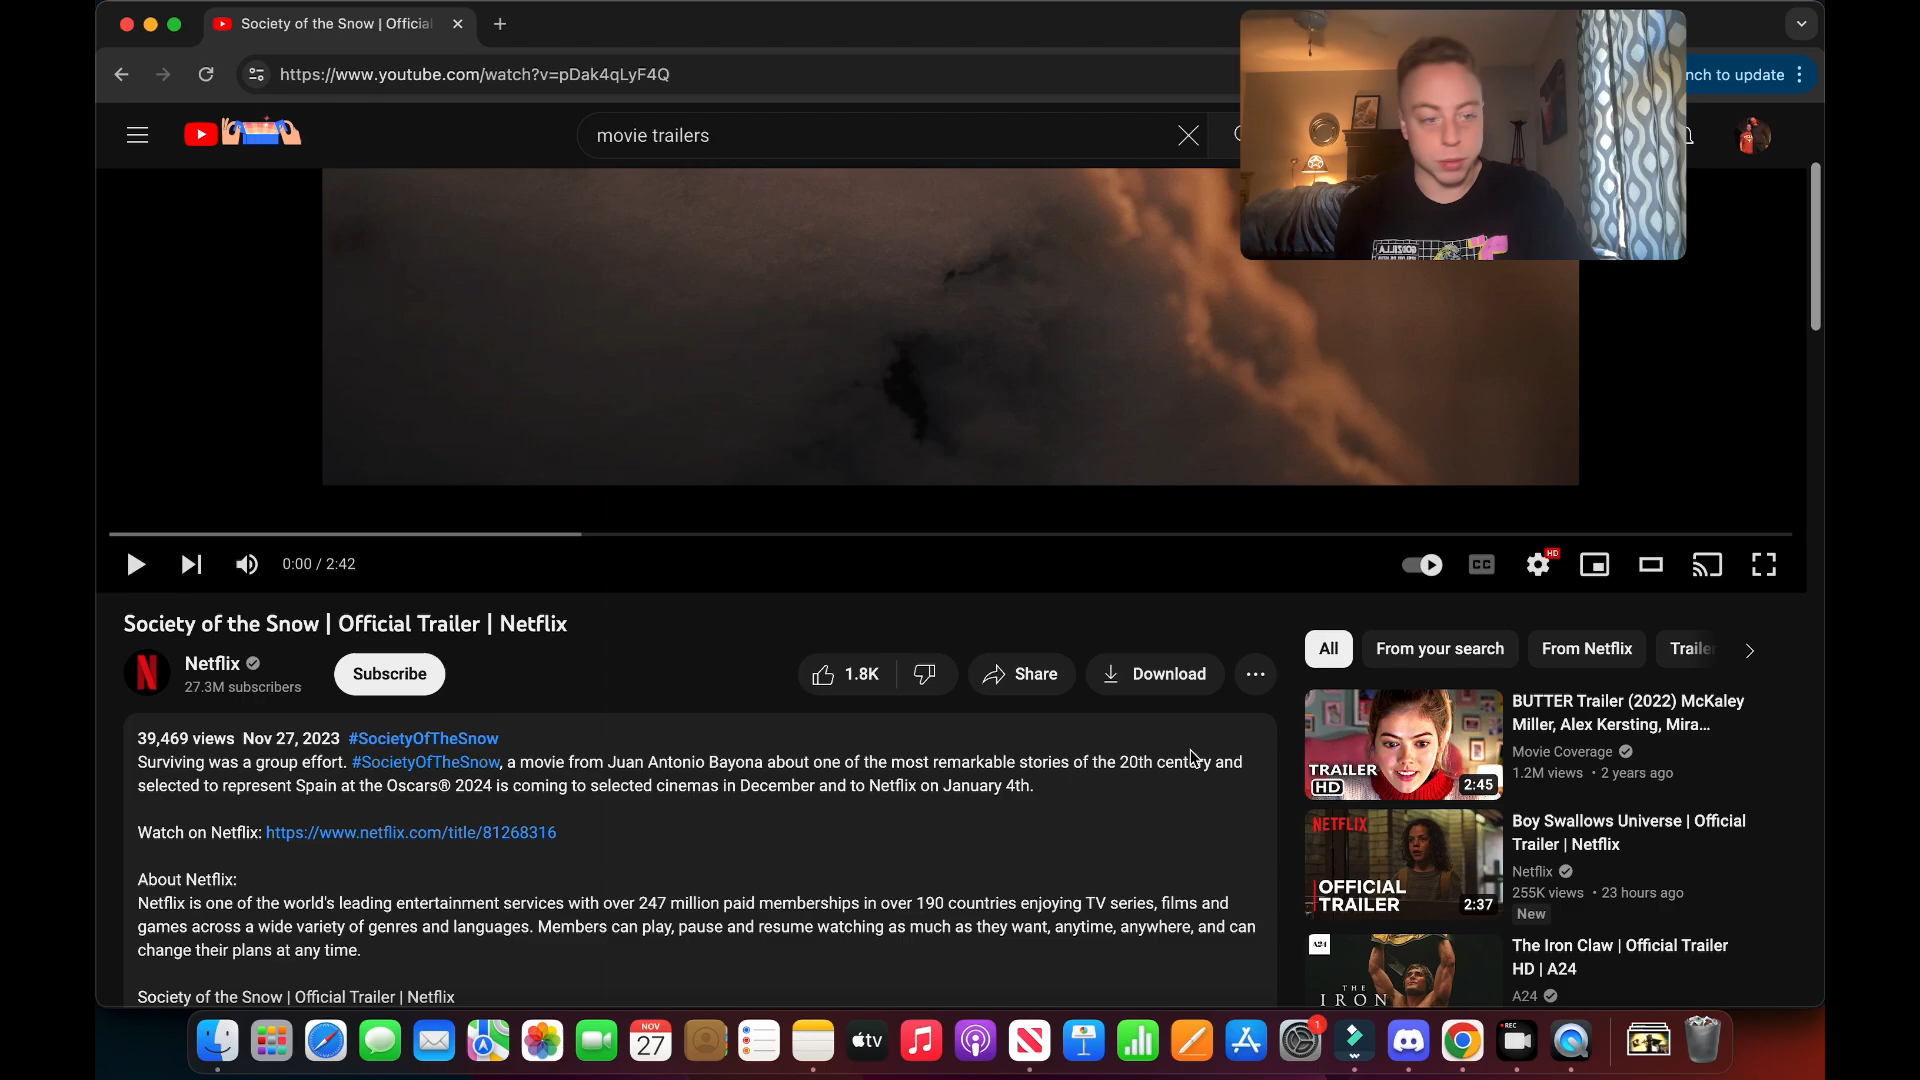 Society of the Snow | Official
https://www.youtube.com/watch?v=pDak4qLyF4Q
nch to update
movie trailers
0:00 / 2:42
CC
HD
Society of the Snow | Official Trailer | Netflix
Netflix
27.3M subscribers
Subscribe
1.8K
Share
Download
39,469 views Nov 27, 2023 #SocietyOfTheSnow
Surviving was a group effort. #SocietyOfTheSnow, a movie from Juan Antonio Bayona about one of the most remarkable stories of the 20th century and
selected to represent Spain at the Oscars® 2024 is coming to selected cinemas in December and to Netflix on January 4th.
Watch on Netflix: https://www.netflix.com/title/81268316
About Netflix:
Netflix is one of the world's leading entertainment services with over 247 million paid memberships in over 190 countries enjoying TV series, films and
games across a wide variety of genres and languages. Members can play, pause and resume watching as much as they want, anytime, anywhere, and can
change their plans at any time.
Society of the Snow | Official Trailer | Netflix
All
From your search
From Netflix
Trailer
TRAILER
HD
2:45
BUTTER Trailer (2022) McKaley
Miller, Alex Kersting, Mira...
Movie Coverage
1.2M views • 2 years ago
NETFLIX
OFFICIAL
TRAILER
2:37
Boy Swallows Universe | Official
Trailer | Netflix
Netflix
255K views • 23 hours ago
New
A24
THE
IRON
The Iron Claw | Official Trailer
HD | A24
A24
NOV
27
tv
1
REC